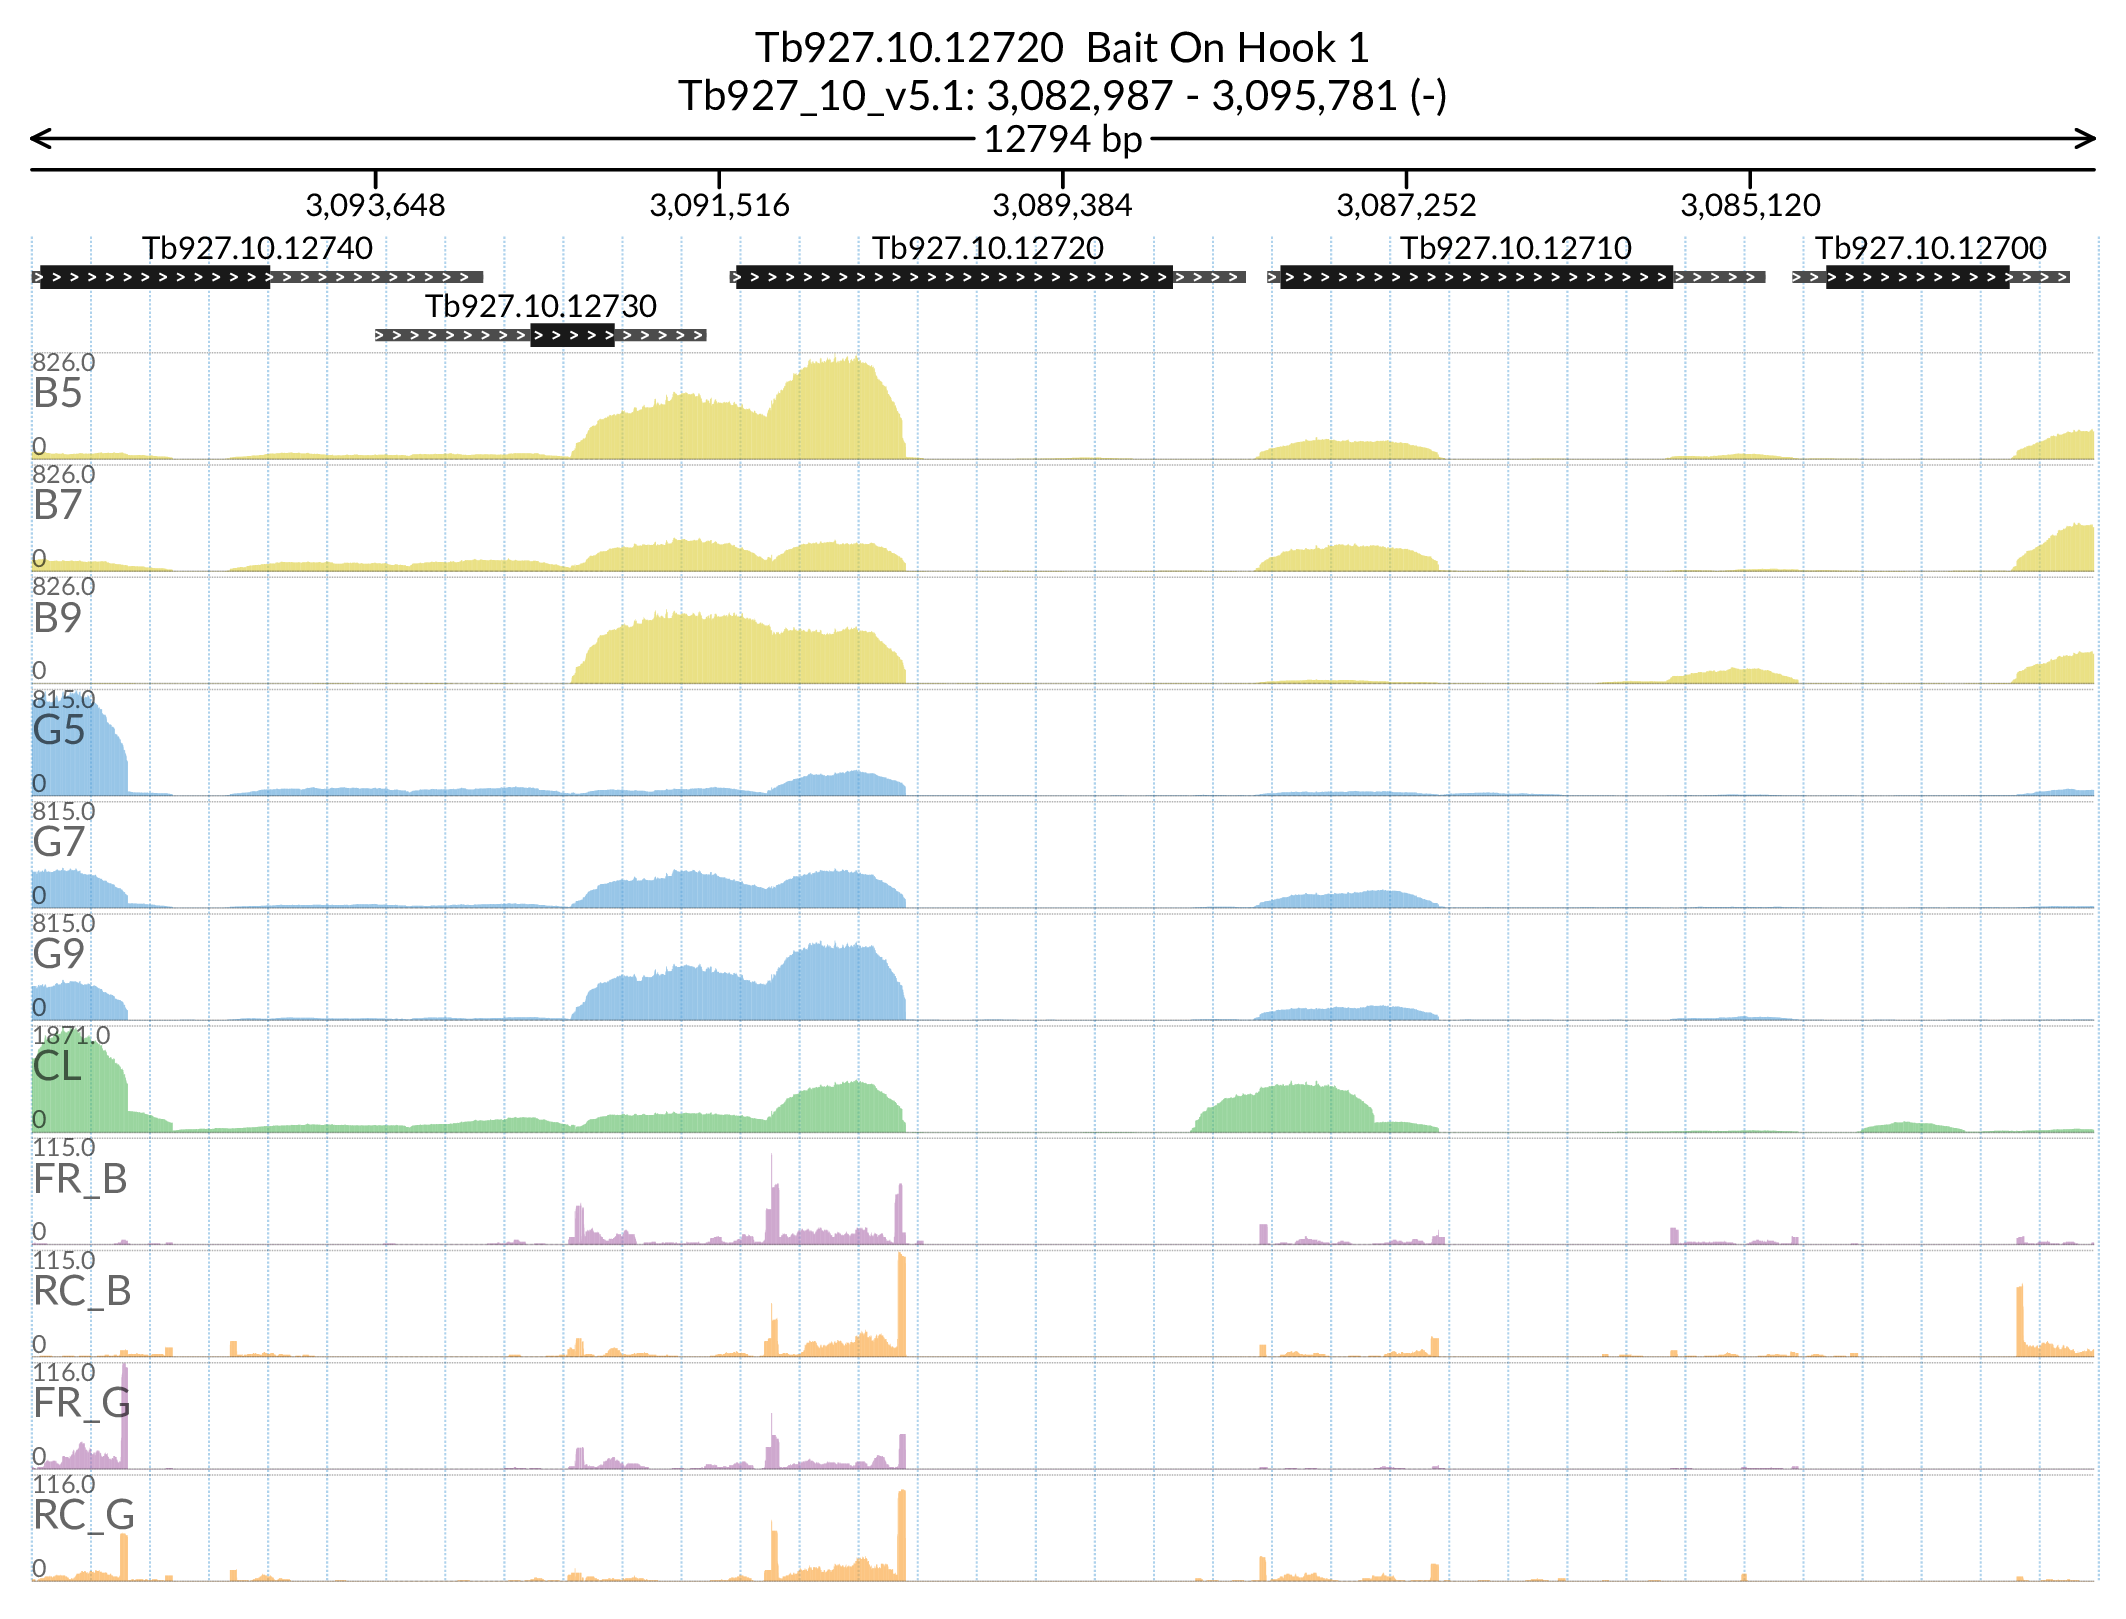 Tb927.10.12720  Bait On Hook 1
Tb927_10_v5.1: 3,082,987 - 3,095,781 (-)
12794 bp
3,093,648 3,091,516 3,089,384 3,087,252 3,085,120
Tb927.10.12740 Tb927.10.12720 Tb927.10.12710 Tb927.10.12700
Tb927.10.12730
826.0
B5
0
826.0
B7
0
826.0
B9
0
815.0
G5
0
815.0
G7
0
815.0
G9
0
1871.0
CL
0
115.0
FR_B
0
115.0
RC_B
0
116.0
FR_G
0
116.0
RC_G
0